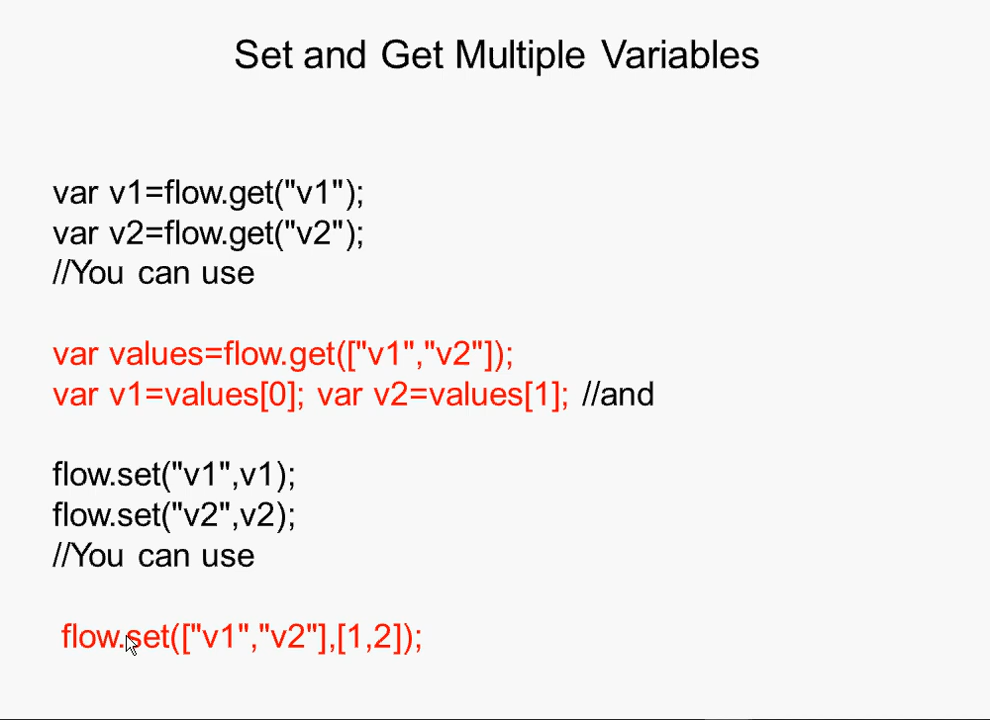 Set and Get Multiple Variables
var v1=flow.get("v1");
var v2=flow.get("v2");
//You can use
var values=flow.get(["v1","v2"]);
var v1=values[0]; var v2=values[1]; //and
flow.set("v1",v1);
flow.set("v2",v2);
//You can use
flow.set(["v1","v2"],[1,2]);